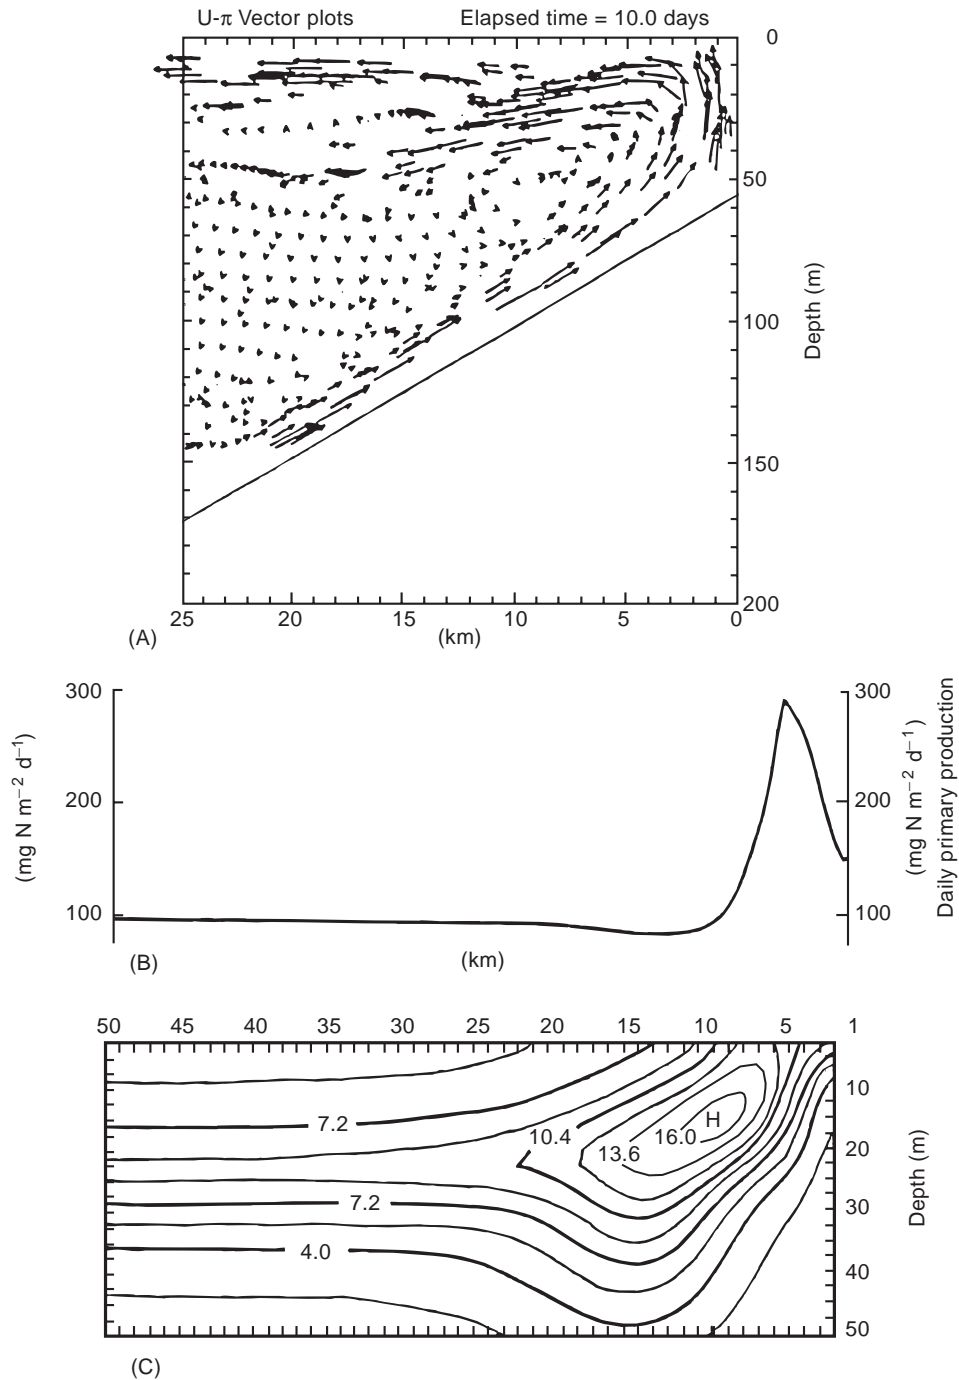 U-π Vector plots Elapsed time = 10.0 days
0
50
100
150
200
Depth (m)
25 20 15 10 5 0
(A) (km)
300 300
200 200
100 100
(mg N m⁻² d⁻¹)
(mg N m⁻² d⁻¹)
Daily primary production
(B) (km)
50 45 40 35 30 25 20 15 10 5 1
10
20
30
40
50
Depth (m)
7.2
10.4
H
16.0
13.6
7.2
4.0
(C)